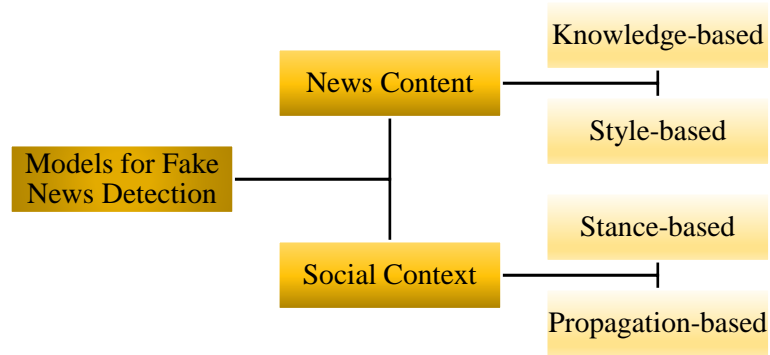 Models for Fake
News Detection
News Content
Knowledge-based
Style-based
Social Context
Stance-based
Propagation-based